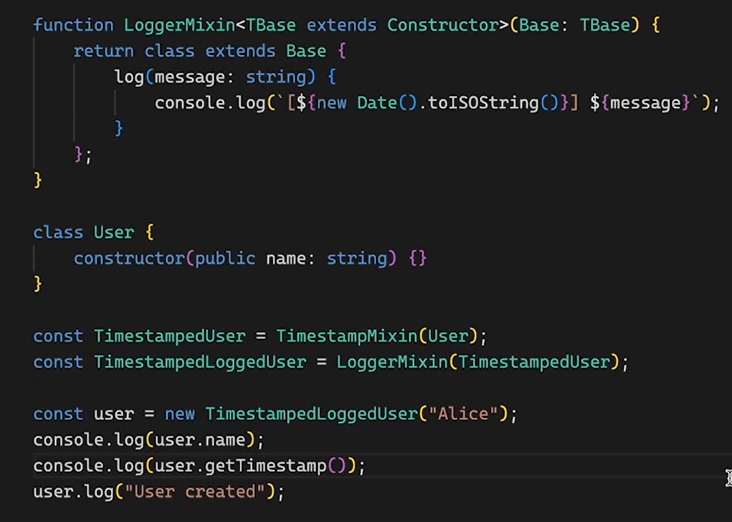 function LoggerMixin<TBase extends Constructor>(Base: TBase) {
    return class extends Base {
        log(message: string) {
            console.log(`[${new Date().toISOString()}] ${message}`);
        }
    };
}

class User {
    constructor(public name: string) {}
}

const TimestampedUser = TimestampMixin(User);
const TimestampedLoggedUser = LoggerMixin(TimestampedUser);

const user = new TimestampedLoggedUser("Alice");
console.log(user.name);
console.log(user.getTimestamp());
user.log("User created");